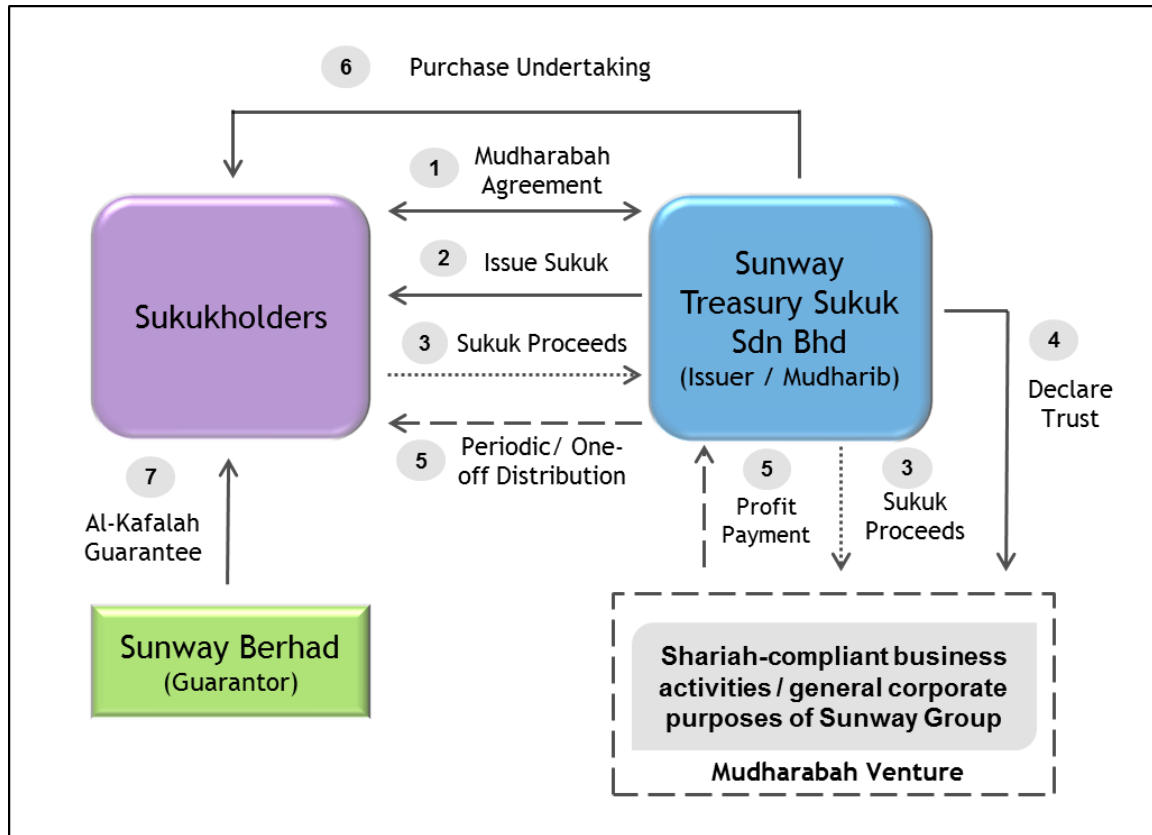 6 Purchase Undertaking
1 Mudharabah
Agreement
2 Issue Sukuk
3 Sukuk Proceeds
5 Periodic/ One-
off Distribution
Sukukholders
Sunway
Treasury Sukuk
Sdn Bhd
(Issuer / Mudharib)
4
Declare
Trust
7
Al-Kafalah
Guarantee
5
Profit
Payment
3
Sukuk
Proceeds
Sunway Berhad
(Guarantor)
Shariah-compliant business
activities / general corporate
purposes of Sunway Group
Mudharabah Venture